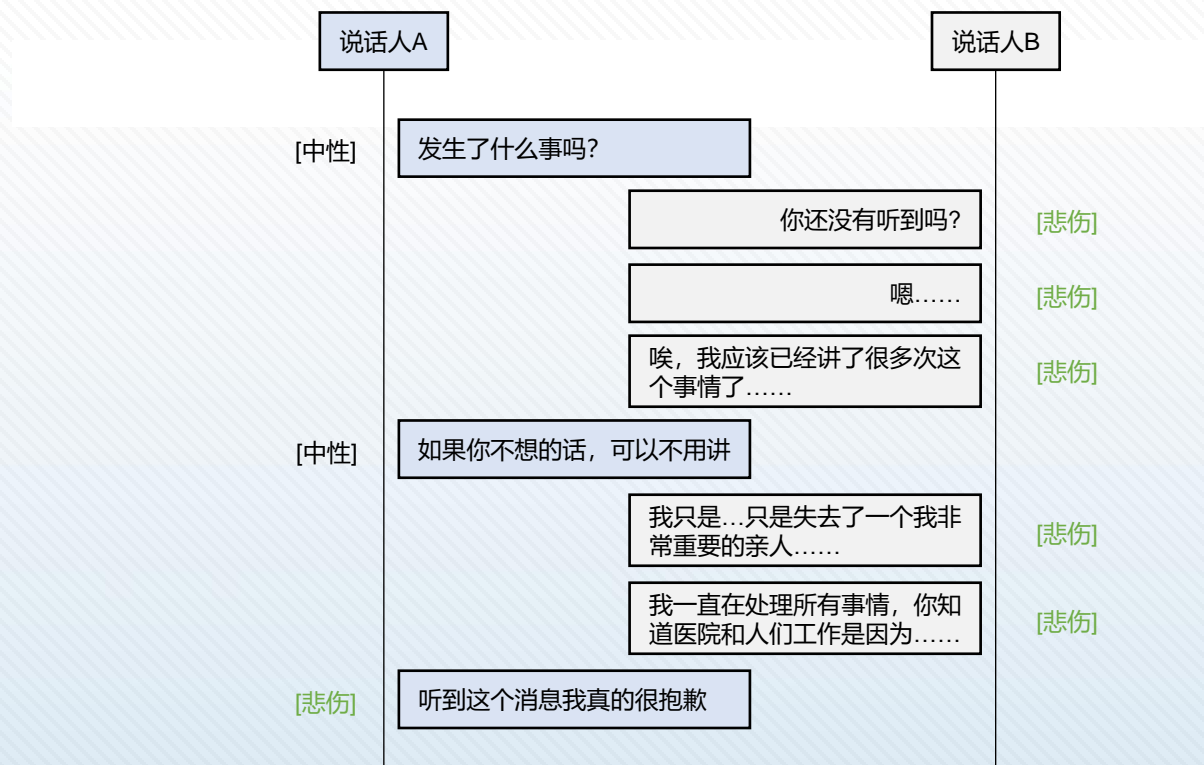 说话人A
说话人B
[中性]
发生了什么事吗？
你还没有听到吗？
[悲伤]
嗯……
[悲伤]
唉，我应该已经讲了很多次这
个事情了……
[悲伤]
[中性]
如果你不想的话，可以不用讲
我只是…只是失去了一个我非
常重要的亲人……
[悲伤]
我一直在处理所有事情，你知
道医院和人们工作是因为……
[悲伤]
[悲伤]
听到这个消息我真的很抱歉